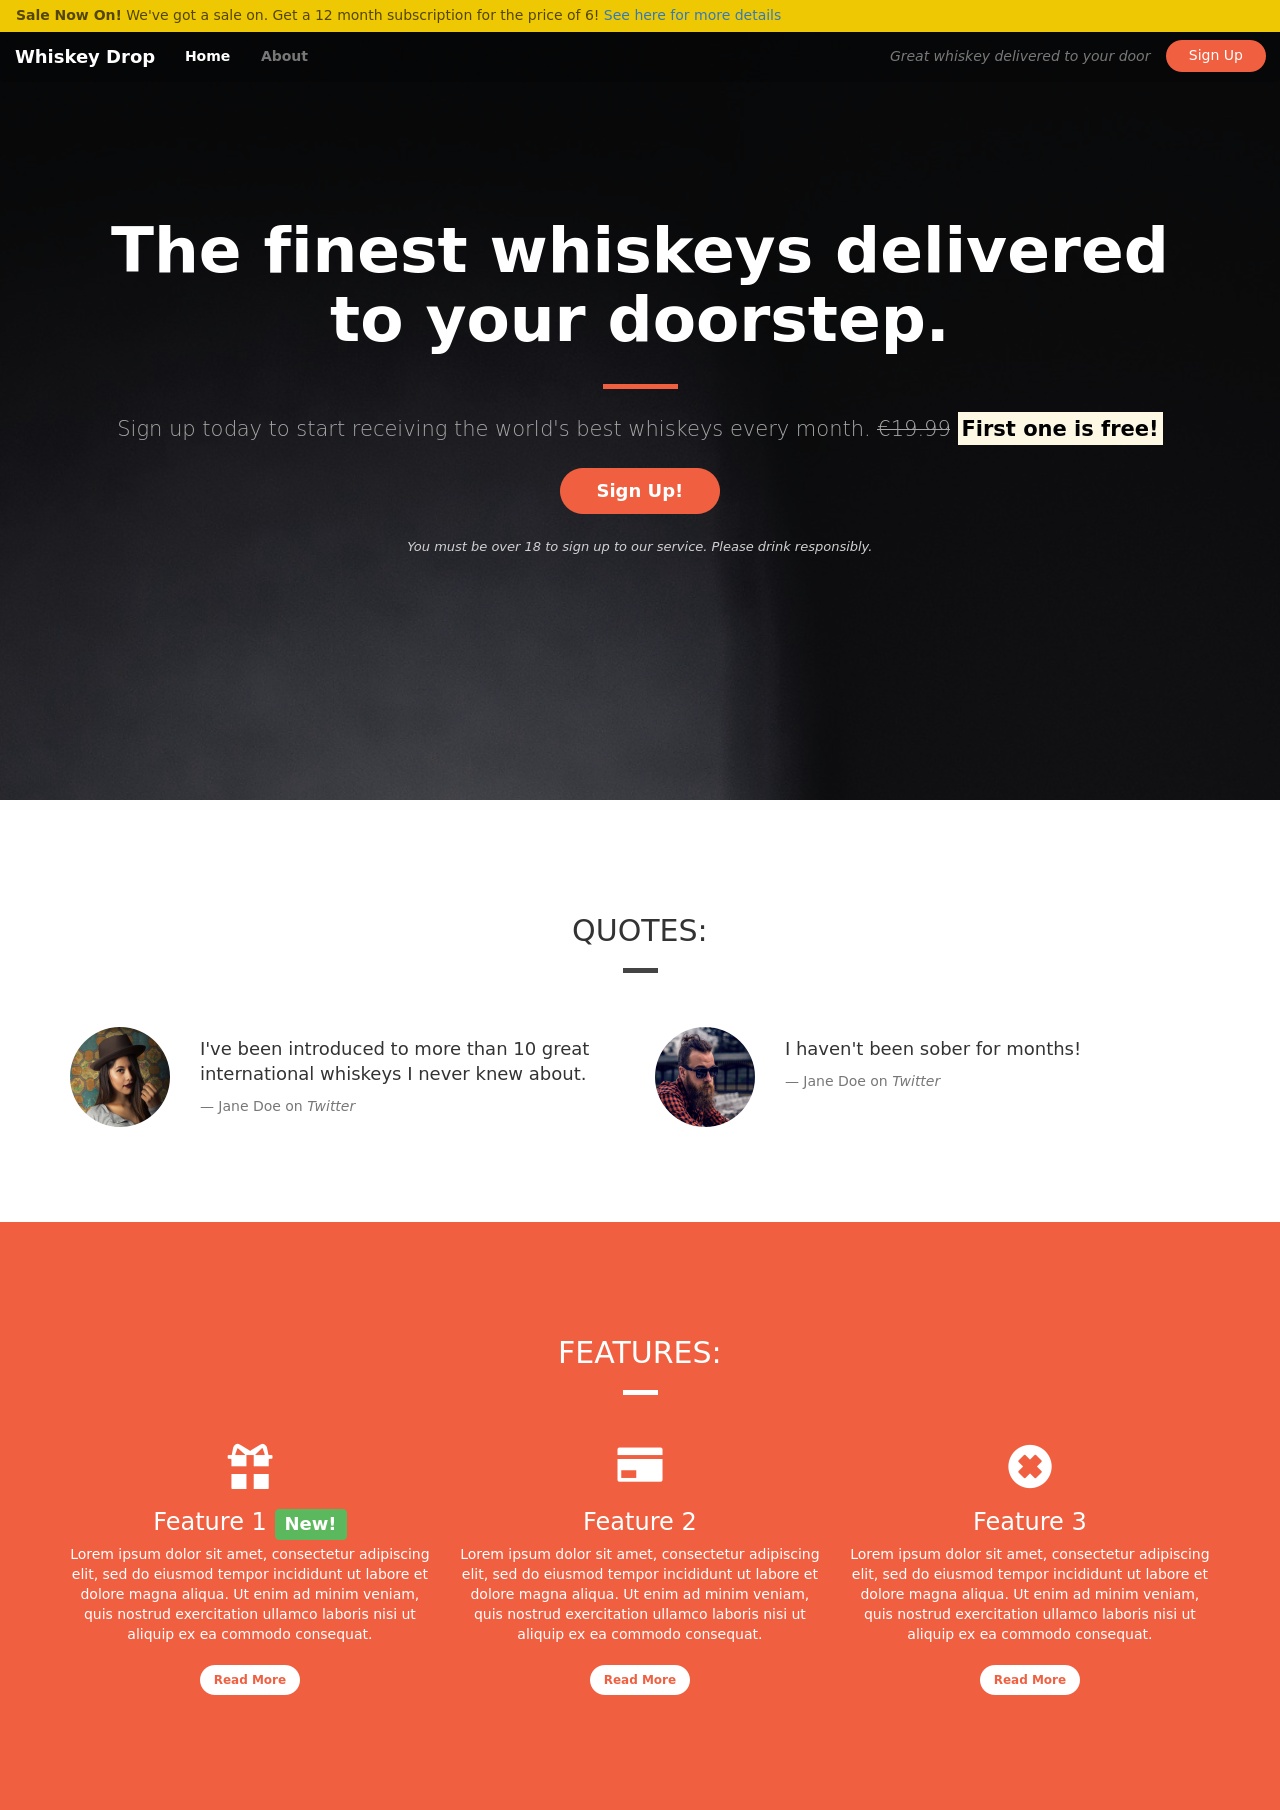 Sale Now On! We've got a sale on. Get a 12 month subscription for the price of 6! See here for more details
Whiskey Drop Home About Great whiskey delivered to your door Sign Up
The finest whiskeys delivered
to your doorstep.
Sign up today to start receiving the world's best whiskeys every month. €19.99 First one is free!
Sign Up!
You must be over 18 to sign up to our service. Please drink responsibly.
QUOTES:
I've been introduced to more than 10 great
international whiskeys I never knew about.
— Jane Doe on Twitter
I haven't been sober for months!
— Jane Doe on Twitter
FEATURES:
Feature 1 New!
Lorem ipsum dolor sit amet, consectetur adipiscing
elit, sed do eiusmod tempor incididunt ut labore et
dolore magna aliqua. Ut enim ad minim veniam,
quis nostrud exercitation ullamco laboris nisi ut
aliquip ex ea commodo consequat.
Read More
Feature 2
Lorem ipsum dolor sit amet, consectetur adipiscing
elit, sed do eiusmod tempor incididunt ut labore et
dolore magna aliqua. Ut enim ad minim veniam,
quis nostrud exercitation ullamco laboris nisi ut
aliquip ex ea commodo consequat.
Read More
Feature 3
Lorem ipsum dolor sit amet, consectetur adipiscing
elit, sed do eiusmod tempor incididunt ut labore et
dolore magna aliqua. Ut enim ad minim veniam,
quis nostrud exercitation ullamco laboris nisi ut
aliquip ex ea commodo consequat.
Read More